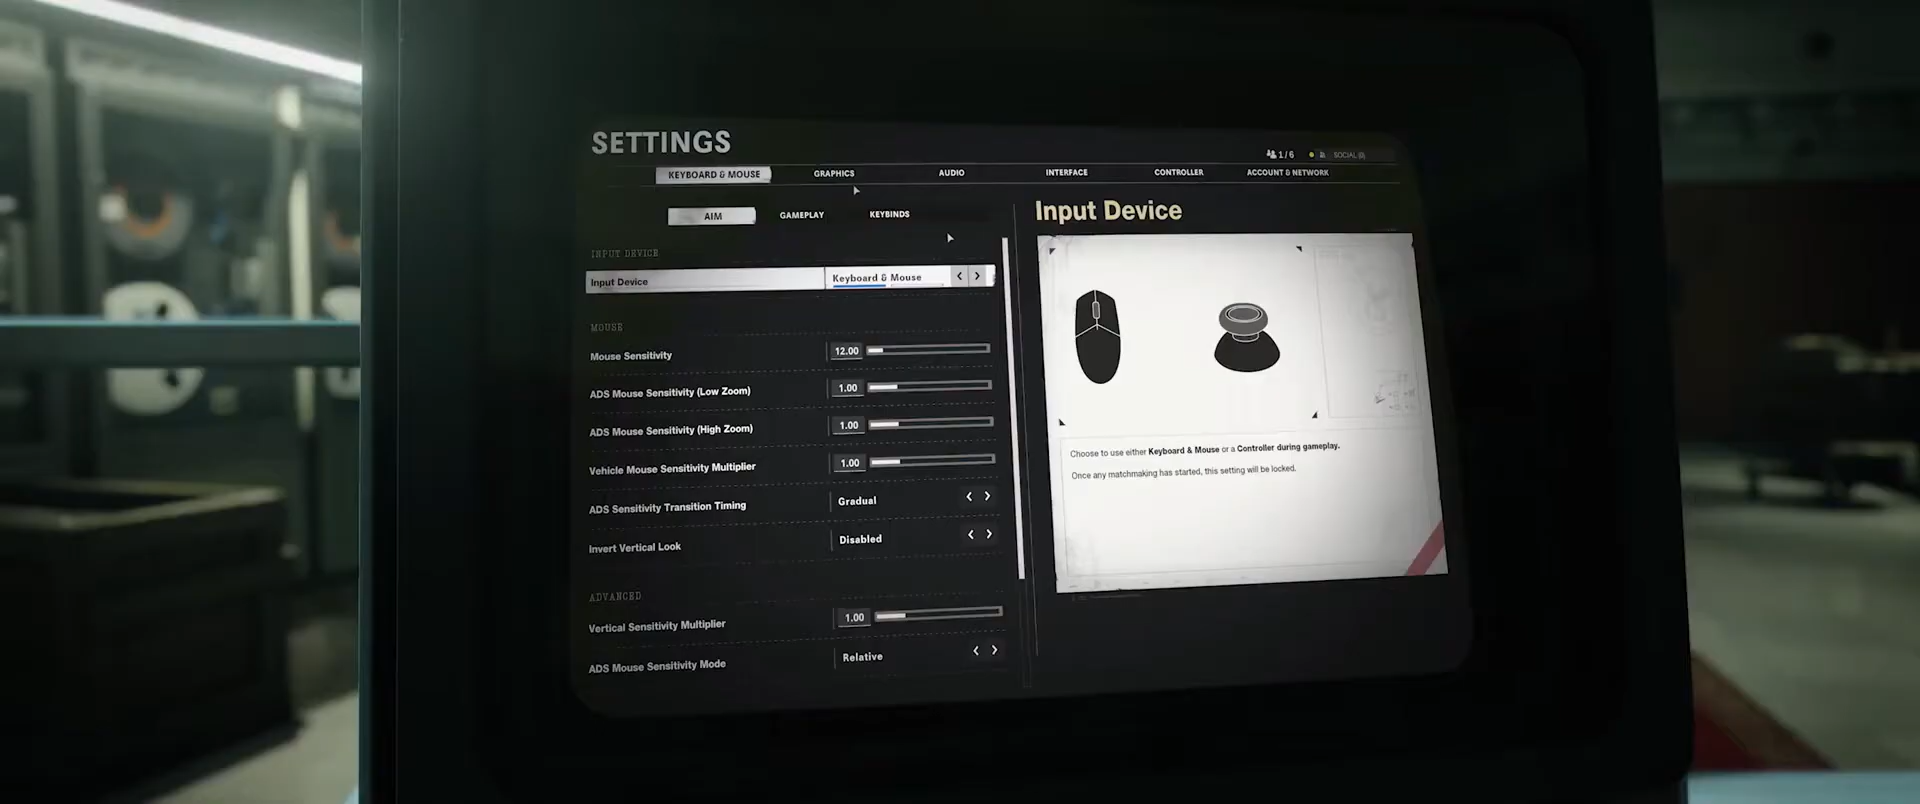 SETTINGS
1/6
SOCIAL (0)
KEYBOARD & MOUSE
GRAPHICS
AUDIO
INTERFACE
CONTROLLER
ACCOUNT & NETWORK
AIM
GAMEPLAY
KEYBINDS
INPUT DEVICE
Input Device
Keyboard & Mouse
MOUSE
Mouse Sensitivity
12.00
ADS Mouse Sensitivity (Low Zoom)
1.00
ADS Mouse Sensitivity (High Zoom)
1.00
Vehicle Mouse Sensitivity Multiplier
1.00
ADS Sensitivity Transition Timing
Gradual
Invert Vertical Look
Disabled
ADVANCED
Vertical Sensitivity Multiplier
1.00
ADS Mouse Sensitivity Mode
Relative
Input Device
Choose to use either Keyboard & Mouse or a Controller during gameplay.
Once any matchmaking has started, this setting will be locked.